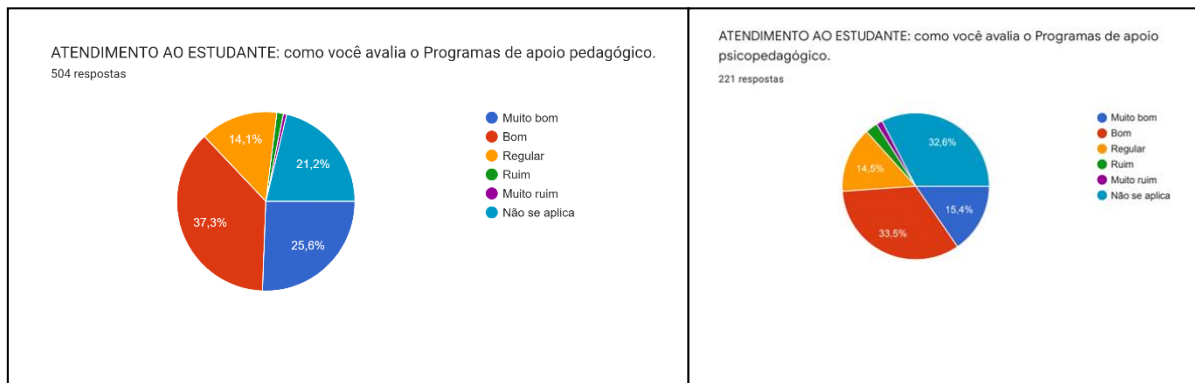 ATENDIMENTO AO ESTUDANTE: como você avalia o Programas de apoio pedagógico.
504 respostas
14,1%
21,2%
37,3%
25,6%
Muito bom
Bom
Regular
Ruim
Muito ruim
Não se aplica
ATENDIMENTO AO ESTUDANTE: como você avalia o Programas de apoio
psicopedagógico.
221 respostas
32,6%
14,5%
15,4%
33,5%
Muito bom
Bom
Regular
Ruim
Muito ruim
Não se aplica